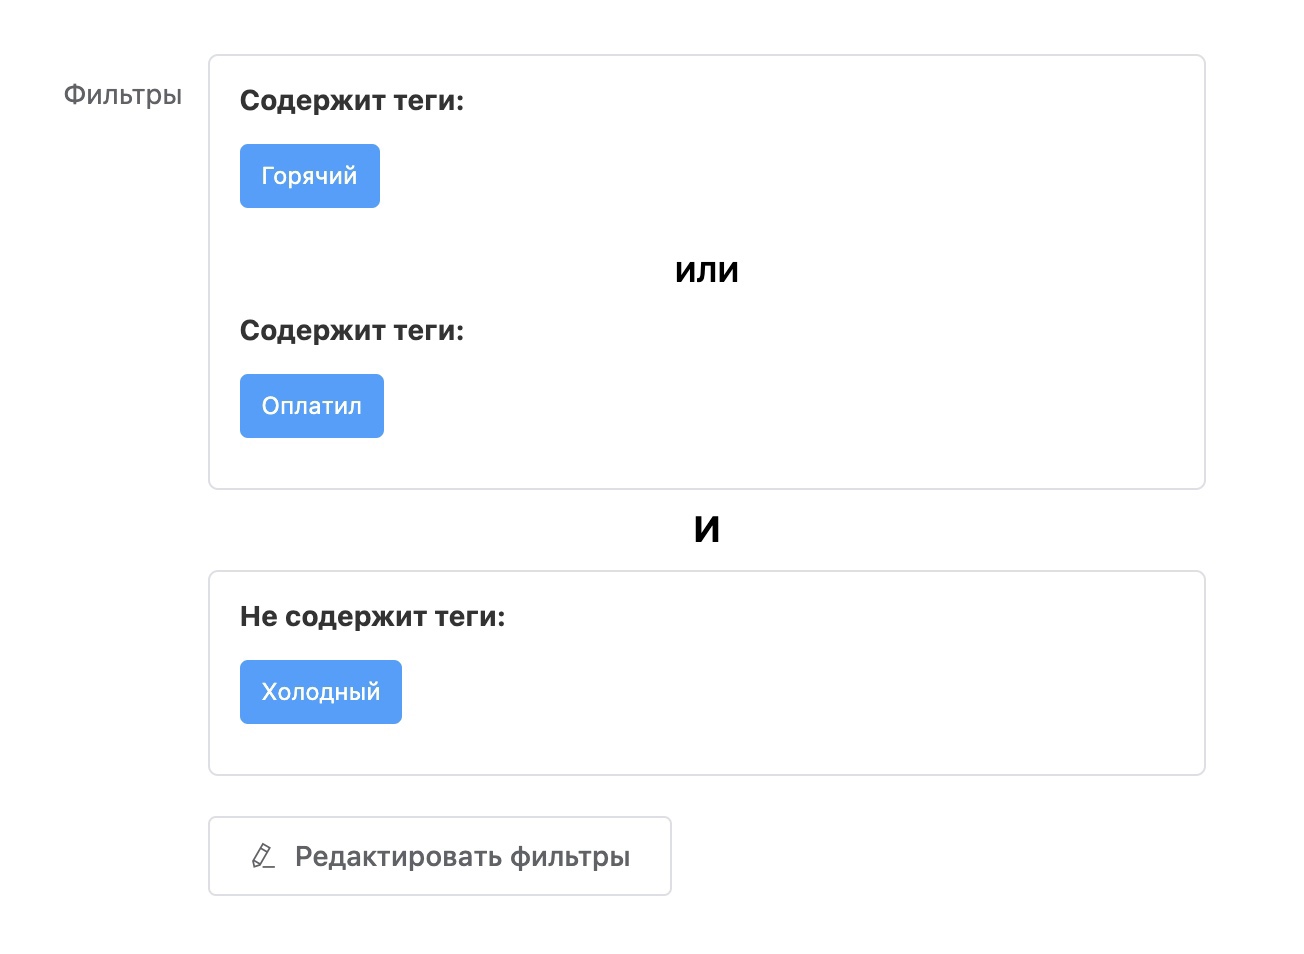 Фильтры
Содержит теги:
Горячий
или
Содержит теги:
Оплатил
И
Не содержит теги:
Холодный
Редактировать фильтры